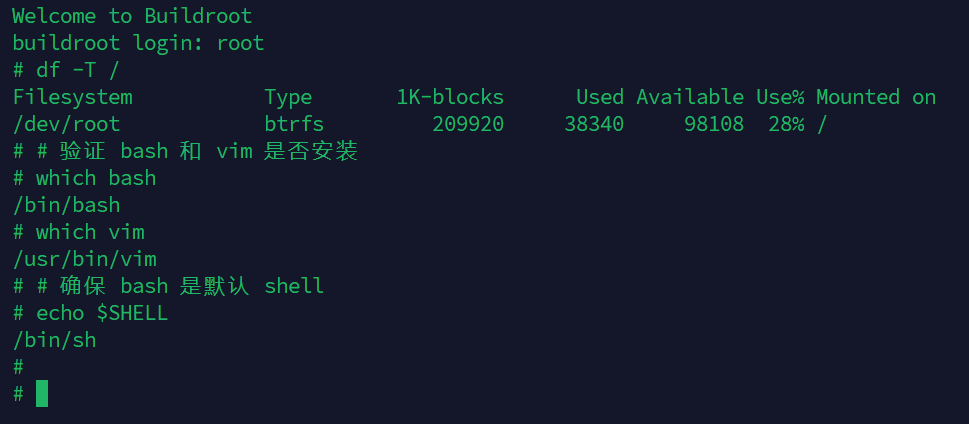 Welcome to Buildroot
buildroot login: root
# df -T /
Filesystem           Type       1K-blocks      Used Available Use% Mounted on
/dev/root            btrfs         209920     38340     98108  28% /
# # 验证 bash 和 vim 是否安装
# which bash
/bin/bash
# which vim
/usr/bin/vim
# # 确保 bash 是默认 shell
# echo $SHELL
/bin/sh
#
#